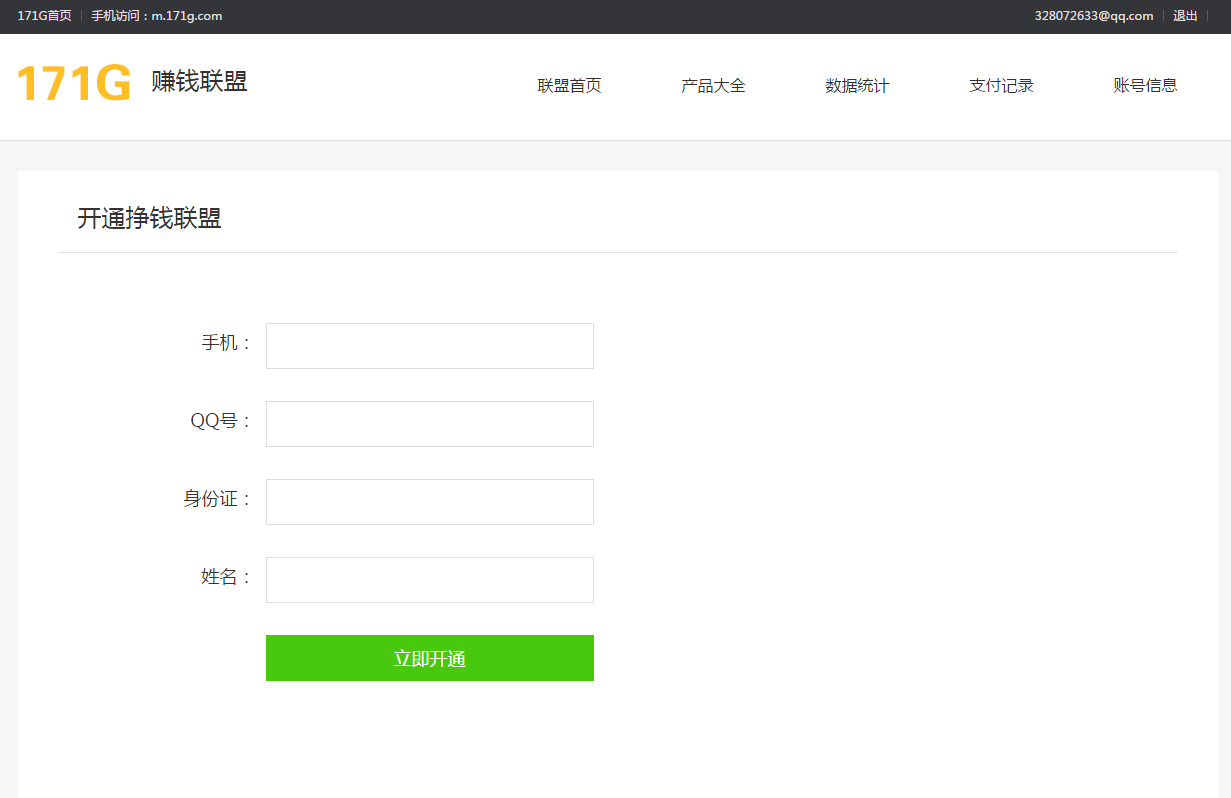 171G首页 手机访问：m.171g.com 328072633@qq.com 退出
171G 赚钱联盟 联盟首页 产品大全 数据统计 支付记录 账号信息
开通挣钱联盟
手机：
QQ号：
身份证：
姓名：
立即开通